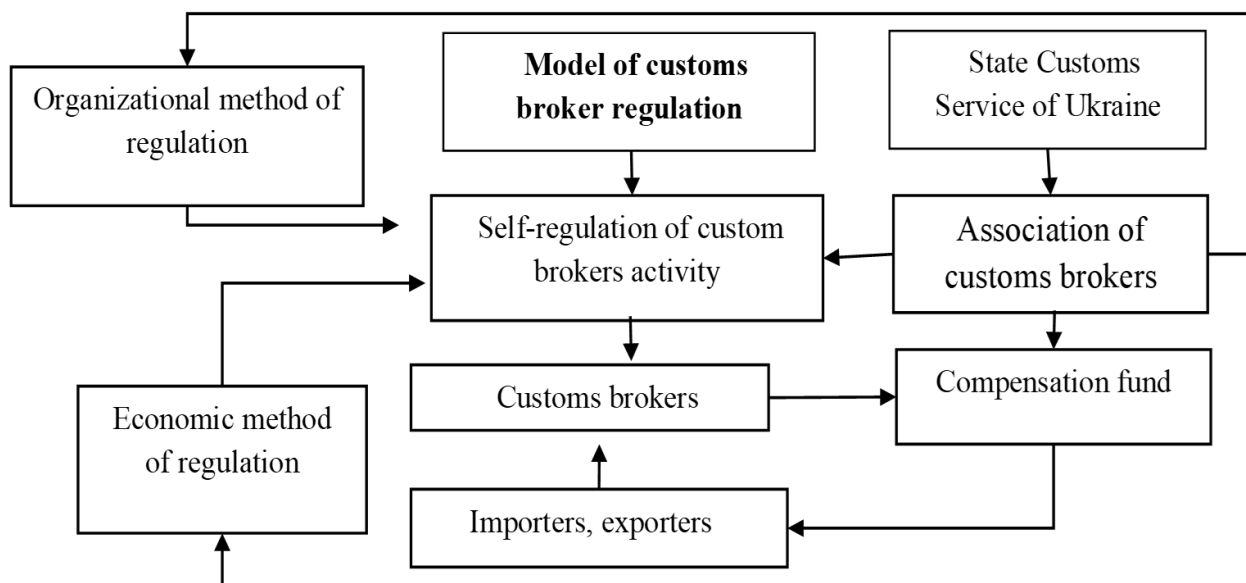 Organizational method of
regulation
Model of customs
broker regulation
State Customs
Service of Ukraine
Self-regulation of custom
brokers activity
Association of
customs brokers
Economic method
of regulation
Customs brokers
Compensation fund
Importers, exporters